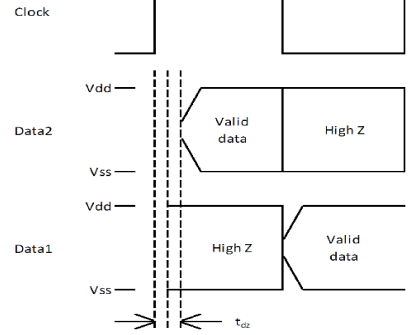 Clock
Vdd
Data2
Valid
data
High Z
Vss
Vdd
Data1
High Z
Valid
data
Vss
tdz